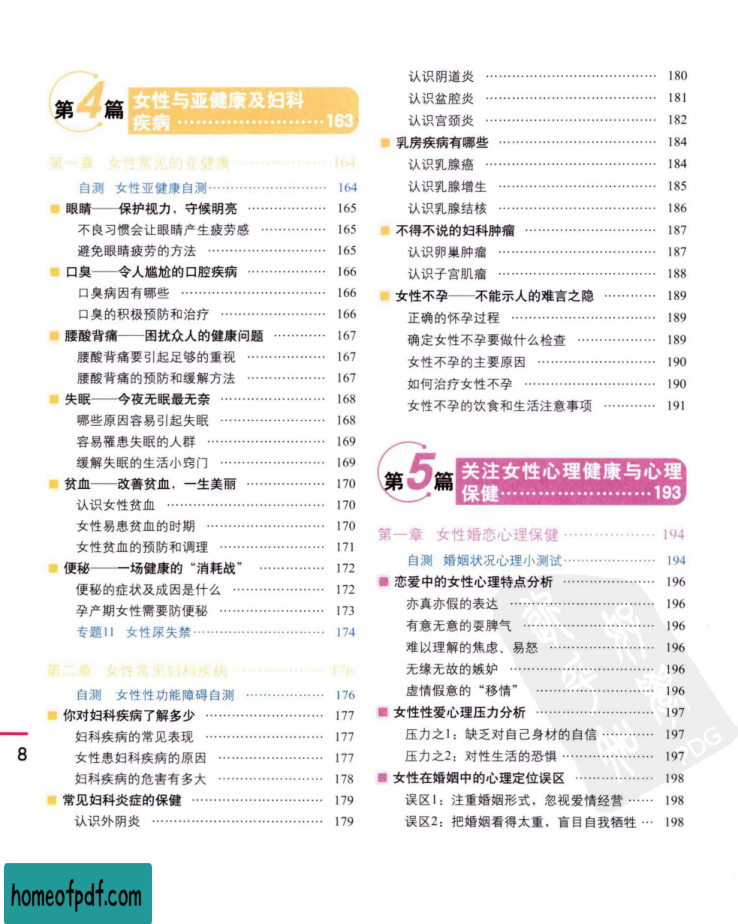 第4篇 女性与亚健康及妇科
疾病 ························ 163
第一章 女性常见的亚健康 ················ 164
自测 女性亚健康自测 ················ 164
眼睛——保护视力，守候明亮 ················ 165
不良习惯会让眼睛产生疲劳感 ················ 165
避免眼睛疲劳的方法 ················ 165
口臭——令人尴尬的口腔疾病 ················ 166
口臭病因有哪些 ················ 166
口臭的积极预防和治疗 ················ 166
腰酸背痛——困扰众人的健康问题 ················ 167
腰酸背痛要引起足够的重视 ················ 167
腰酸背痛的预防和缓解方法 ················ 167
失眠——今夜无眠最无奈 ················ 168
哪些原因容易引起失眠 ················ 168
容易罹患失眠的人群 ················ 169
缓解失眠的生活小窍门 ················ 169
贫血——改善贫血，一生美丽 ················ 170
认识女性贫血 ················ 170
女性易患贫血的时期 ················ 170
女性贫血的预防和调理 ················ 171
便秘——一场健康的“消耗战” ················ 172
便秘的症状及成因是什么 ················ 172
孕产期女性需要防便秘 ················ 173
专题11 女性尿失禁 ················ 174
第二章 女性常见妇科疾病 ················ 176
自测 女性性功能障碍自测 ················ 176
你对妇科疾病了解多少 ················ 177
妇科疾病的常见表现 ················ 177
女性患妇科疾病的原因 ················ 177
妇科疾病的危害有多大 ················ 178
常见妇科炎症的保健 ················ 179
认识外阴炎 ················ 179
认识阴道炎 ················ 180
认识盆腔炎 ················ 181
认识宫颈炎 ················ 182
乳房疾病有哪些 ················ 184
认识乳腺癌 ················ 184
认识乳腺增生 ················ 185
认识乳腺结核 ················ 186
不得不说的妇科肿瘤 ················ 187
认识卵巢肿瘤 ················ 187
认识子宫肌瘤 ················ 188
女性不孕——不能示人的难言之隐 ················ 189
正确的怀孕过程 ················ 189
确定女性不孕要做什么检查 ················ 189
女性不孕的主要原因 ················ 190
如何治疗女性不孕 ················ 190
女性不孕的饮食和生活注意事项 ················ 191
第5篇 关注女性心理健康与心理
保健 ························ 193
第一章 女性婚恋心理保健 ················ 194
自测 婚姻状况心理小测试 ················ 194
恋爱中的女性心理特点分析 ················ 196
亦真亦假的表达 ················ 196
有意无意的耍脾气 ················ 196
难以理解的焦虑、易怒 ················ 196
无缘无故的嫉妒 ················ 196
虚情假意的“移情” ················ 196
女性性爱心理压力分析 ················ 197
压力之1：缺乏对自己身材的自信 ················ 197
压力之2：对性生活的恐惧 ················ 197
女性在婚姻中的心理定位误区 ················ 198
误区1：注重婚姻形式，忽视爱情经营 ······ 198
误区2：把婚姻看得太重，盲目自我牺牲 ··· 198
8
PDG
homeofpdf.com